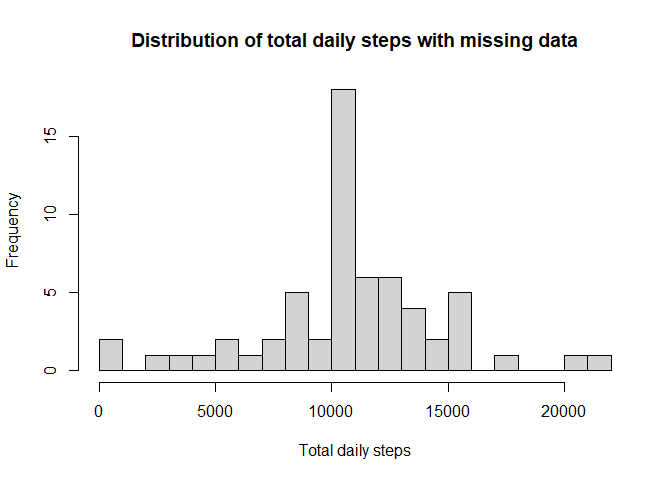 Distribution of total daily steps with missing data
Frequency
15
10
5
0
0 5000 10000 15000 20000
Total daily steps